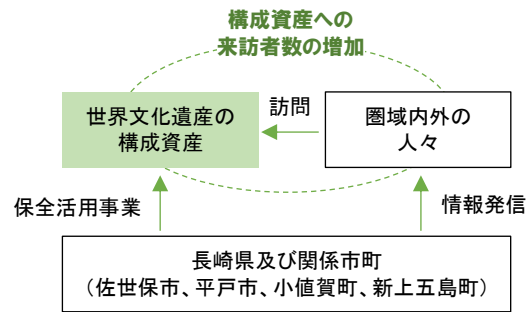 構成資産への
来訪者数の増加
世界文化遺産の
構成資産
訪問
圏域内外の
人々
保全活用事業
情報発信
長崎県及び関係市町
（佐世保市、平戸市、小値賀町、新上五島町）